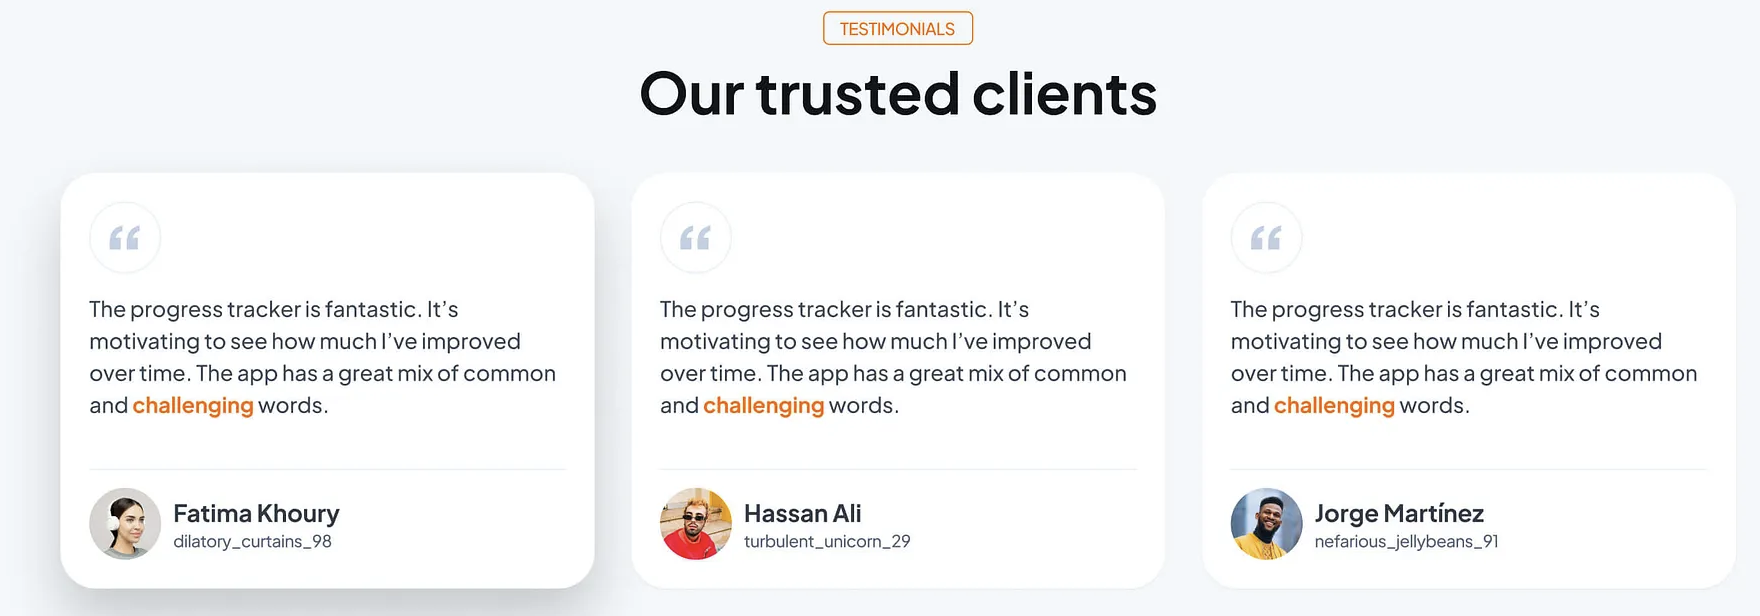 TESTIMONIALS
Our trusted clients
“
The progress tracker is fantastic. It’s
motivating to see how much I’ve improved
over time. The app has a great mix of common
and challenging words.
Fatima Khoury
dilatory_curtains_98
“
The progress tracker is fantastic. It’s
motivating to see how much I’ve improved
over time. The app has a great mix of common
and challenging words.
Hassan Ali
turbulent_unicorn_29
“
The progress tracker is fantastic. It’s
motivating to see how much I’ve improved
over time. The app has a great mix of common
and challenging words.
Jorge Martínez
nefarious_jellybeans_91